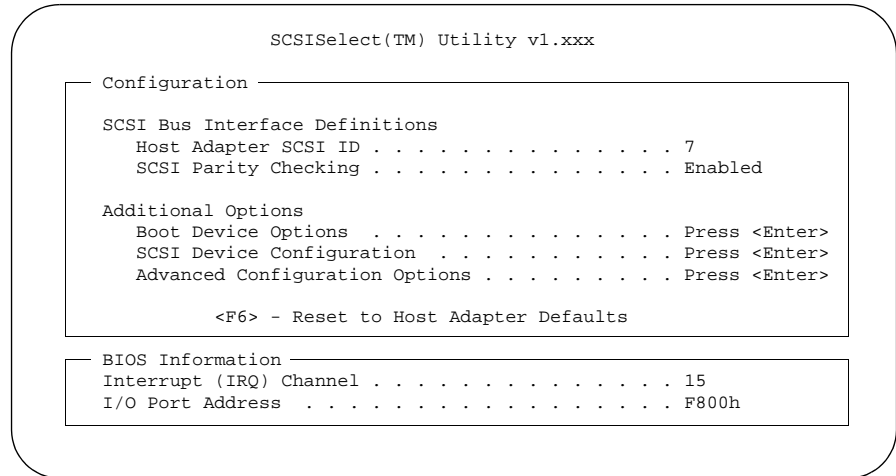 SCSISelect(TM) Utility v1.xxx
Configuration
SCSI Bus Interface Definitions
Host Adapter SCSI ID . . . . . . . . . . . . . . 7
SCSI Parity Checking . . . . . . . . . . . . . . Enabled
Additional Options
Boot Device Options . . . . . . . . . . . . . . Press <Enter>
SCSI Device Configuration . . . . . . . . . . . Press <Enter>
Advanced Configuration Options . . . . . . . . . Press <Enter>
<F6> - Reset to Host Adapter Defaults
BIOS Information
Interrupt (IRQ) Channel . . . . . . . . . . . . . . 15
I/O Port Address . . . . . . . . . . . . . . . . . F800h